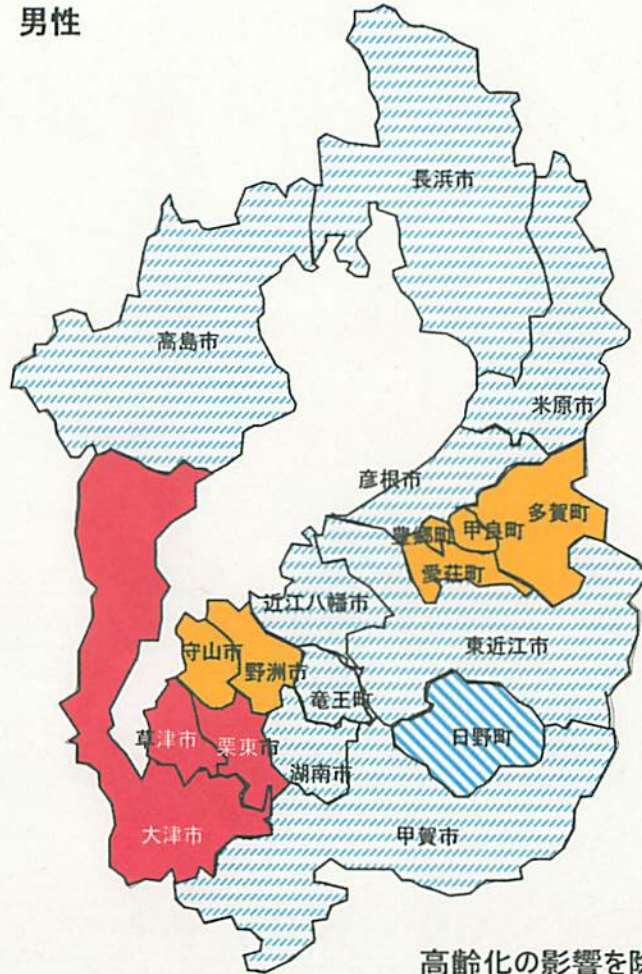 男性
長浜市
高島市
米原市
彦根市
多賀町
豊郷町
甲良町
愛荘町
近江八幡市
東近江市
守山市
野洲市
竜王町
日野町
草津市
栗東市
湖南市
大津市
甲賀市
高齢化の影響を